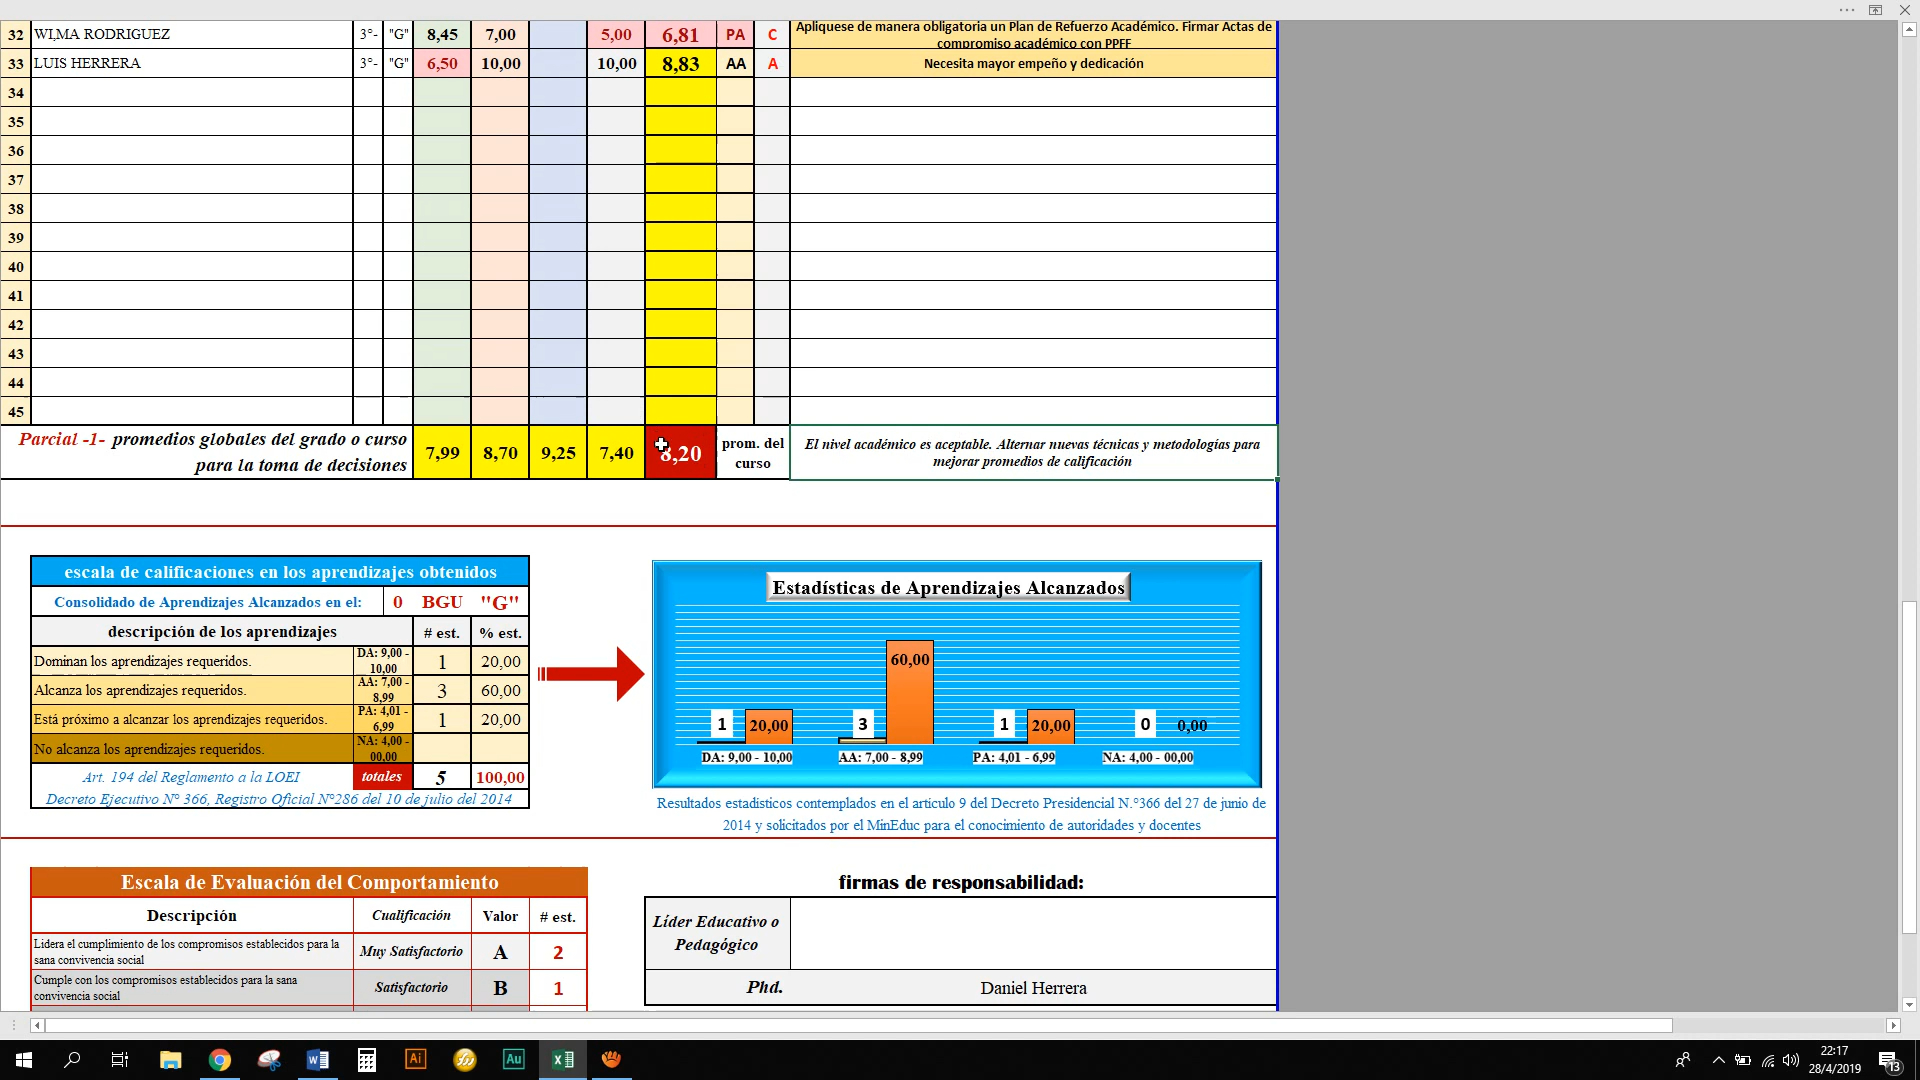 32 WI,MA RODRIGUEZ 3°- "G" 8,45 7,00 5,00 6,81 PA C Apliquese de manera obligatoria un Plan de Refuerzo Académico. Firmar Actas de
compromiso académico con PPFF
33 LUIS HERRERA 3°- "G" 6,50 10,00 10,00 8,83 AA A Necesita mayor empeño y dedicación
34
35
36
37
38
39
40
41
42
43
44
45
Parcial -1- promedios globales del grado o curso
para la toma de decisiones
7,99 8,70 9,25 7,40 8,20
prom. del
curso
El nivel académico es aceptable. Alternar nuevas técnicas y metodologías para
mejorar promedios de calificación
escala de calificaciones en los aprendizajes obtenidos
Consolidado de Aprendizajes Alcanzados en el: 0 BGU "G"
descripción de los aprendizajes # est. % est.
Dominan los aprendizajes requeridos. DA: 9,00 -
10,00 1 20,00
Alcanza los aprendizajes requeridos. AA: 7,00 -
8,99 3 60,00
Está próximo a alcanzar los aprendizajes requeridos. PA: 4,01 -
6,99 1 20,00
No alcanza los aprendizajes requeridos. NA: 4,00 -
00,00
Art. 194 del Reglamento a la LOEI totales 5 100,00
Decreto Ejecutivo N° 366, Registro Oficial N°286 del 10 de julio del 2014
Estadísticas de Aprendizajes Alcanzados
60,00
1 20,00 3 1 20,00 0 0,00
DA: 9,00 - 10,00 AA: 7,00 - 8,99 PA: 4,01 - 6,99 NA: 4,00 - 00,00
Resultados estadisticos contemplados en el articulo 9 del Decreto Presidencial N.°366 del 27 de junio de
2014 y solicitados por el MinEduc para el conocimiento de autoridades y docentes
Escala de Evaluación del Comportamiento
Descripción Cualificación Valor # est.
Lidera el cumplimiento de los compromisos establecidos para la
sana convivencia social
Muy Satisfactorio A 2
Cumple con los compromisos establecidos para la sana
convivencia social
Satisfactorio B 1
firmas de responsabilidad:
Líder Educativo o
Pedagógico
Phd. Daniel Herrera
Ai Au
22:17
28/4/2019
13